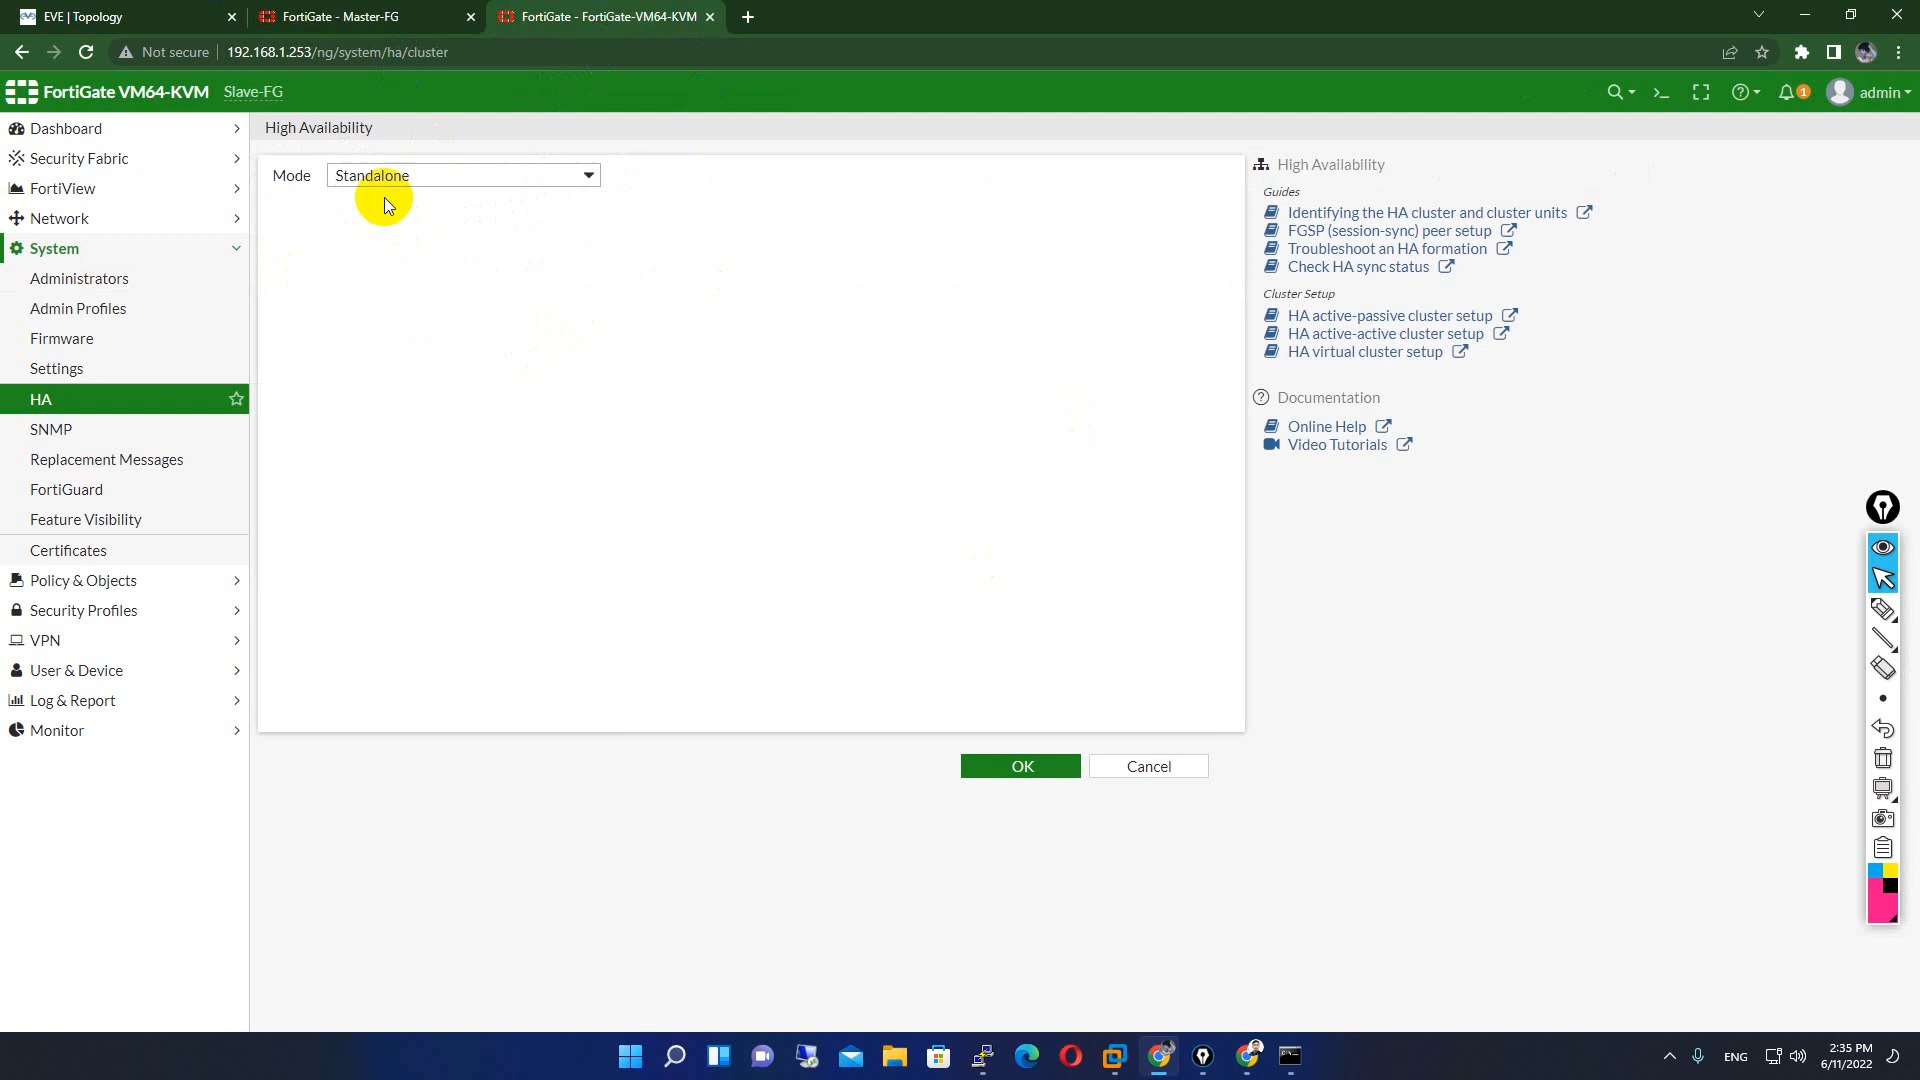 EVE | Topology
FortiGate - Master-FG
FortiGate - FortiGate-VM64-KVM
Not secure
192.168.1.253/ng/system/ha/cluster
FortiGate VM64-KVM
Slave-FG
1
admin
Dashboard
Security Fabric
FortiView
Network
System
Administrators
Admin Profiles
Firmware
Settings
HA
SNMP
Replacement Messages
FortiGuard
Feature Visibility
Certificates
Policy & Objects
Security Profiles
VPN
User & Device
Log & Report
Monitor
High Availability
Mode
Standalone
OK
Cancel
High Availability
Guides
Identifying the HA cluster and cluster units
FGSP (session-sync) peer setup
Troubleshoot an HA formation
Check HA sync status
Cluster Setup
HA active-passive cluster setup
HA active-active cluster setup
HA virtual cluster setup
Documentation
Online Help
Video Tutorials
ENG
2:35 PM
6/11/2022